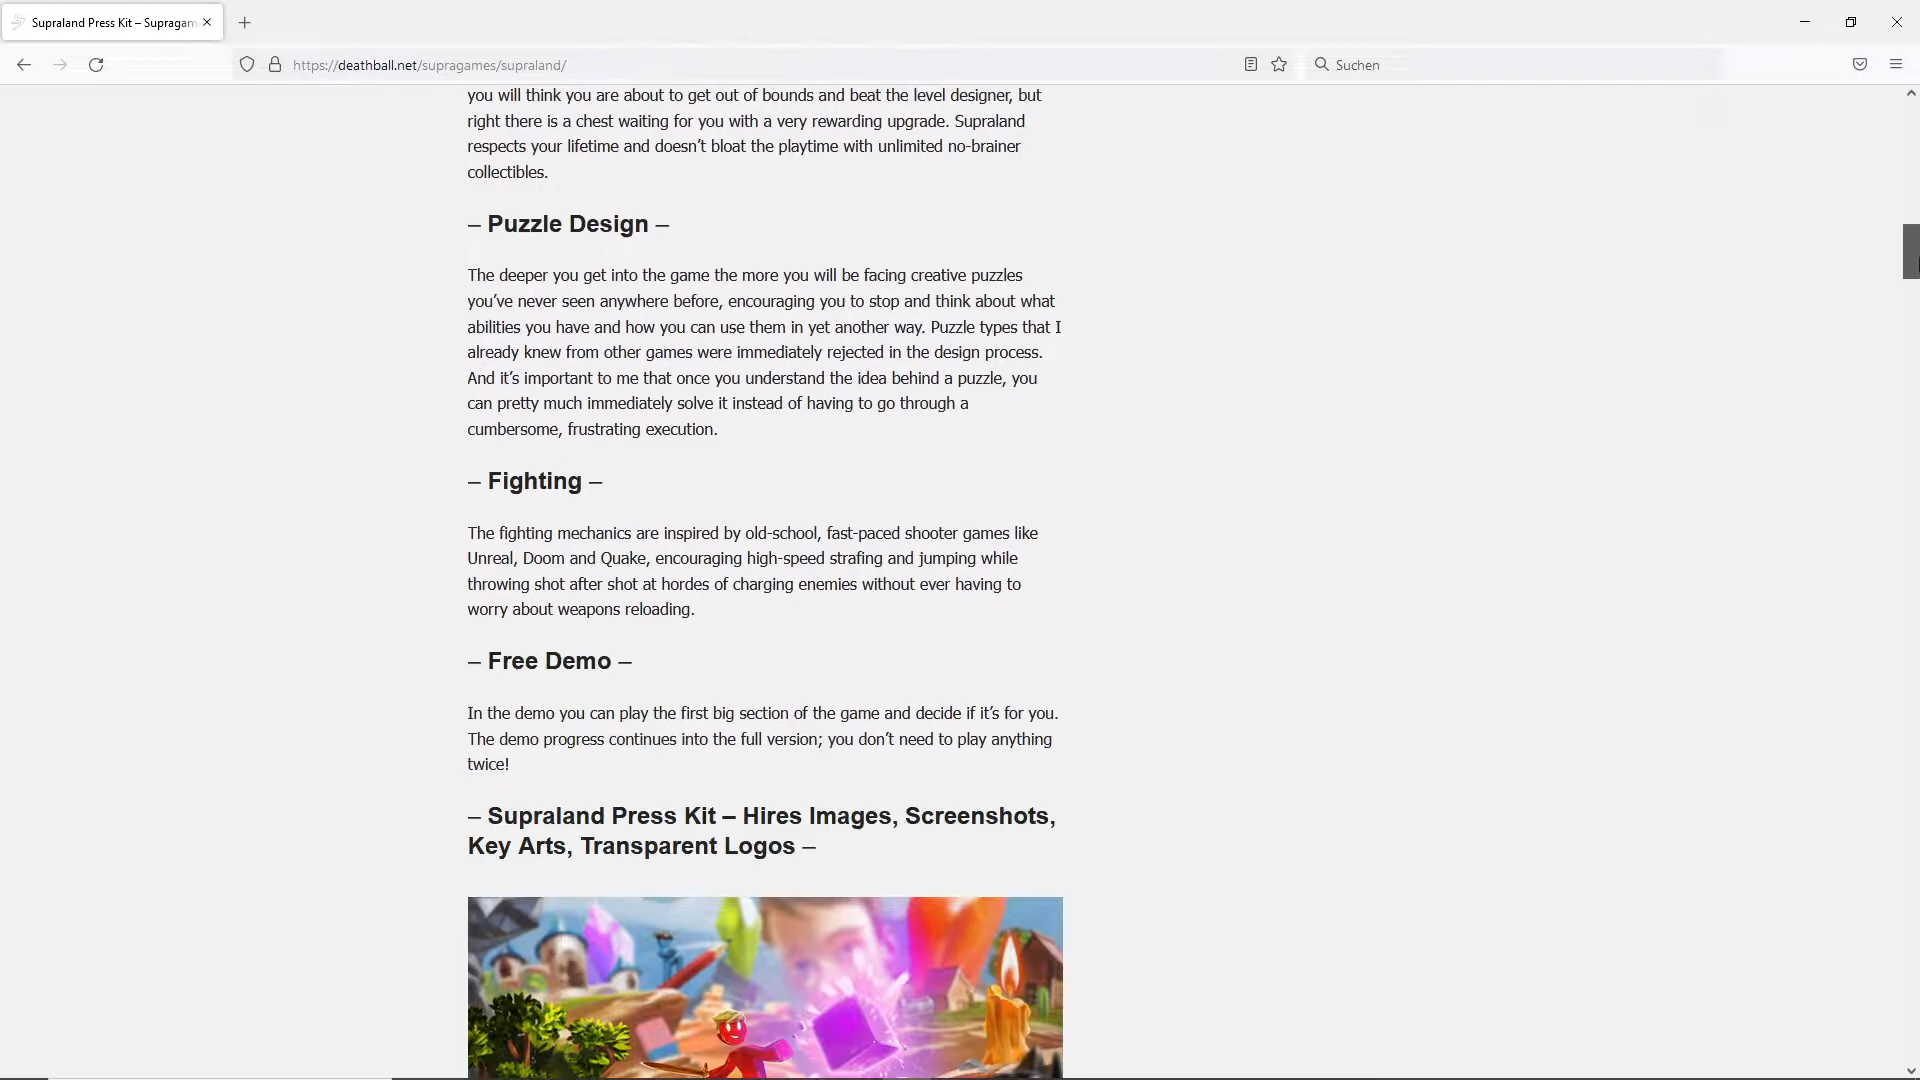 Supraland Press Kit – Supragam
https://deathball.net/supragames/supraland/
Suchen
you will think you are about to get out of bounds and beat the level designer, but
right there is a chest waiting for you with a very rewarding upgrade. Supraland
respects your lifetime and doesn’t bloat the playtime with unlimited no-brainer
collectibles.
– Puzzle Design –
The deeper you get into the game the more you will be facing creative puzzles
you’ve never seen anywhere before, encouraging you to stop and think about what
abilities you have and how you can use them in yet another way. Puzzle types that I
already knew from other games were immediately rejected in the design process.
And it’s important to me that once you understand the idea behind a puzzle, you
can pretty much immediately solve it instead of having to go through a
cumbersome, frustrating execution.
– Fighting –
The fighting mechanics are inspired by old-school, fast-paced shooter games like
Unreal, Doom and Quake, encouraging high-speed strafing and jumping while
throwing shot after shot at hordes of charging enemies without ever having to
worry about weapons reloading.
– Free Demo –
In the demo you can play the first big section of the game and decide if it’s for you.
The demo progress continues into the full version; you don’t need to play anything
twice!
– Supraland Press Kit – Hires Images, Screenshots,
Key Arts, Transparent Logos –